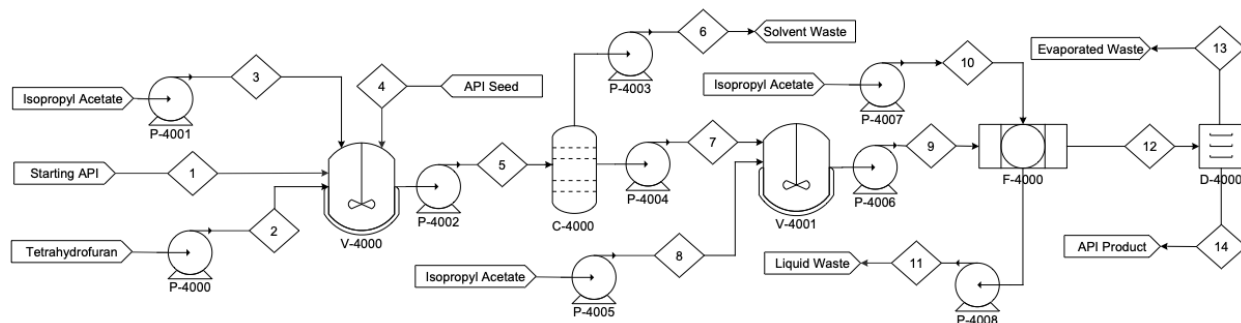 6
Solvent Waste
13
Evaporated Waste
3
4
API Seed
P-4003
Isopropyl Acetate
10
Isopropyl Acetate
P-4001
P-4007
7
9
12
5
Starting API
1
P-4004
P-4006
F-4000
D-4000
P-4002
C-4000
V-4001
2
V-4000
8
API Product
14
Tetrahydrofuran
Isopropyl Acetate
Liquid Waste
11
P-4000
P-4005
P-4008